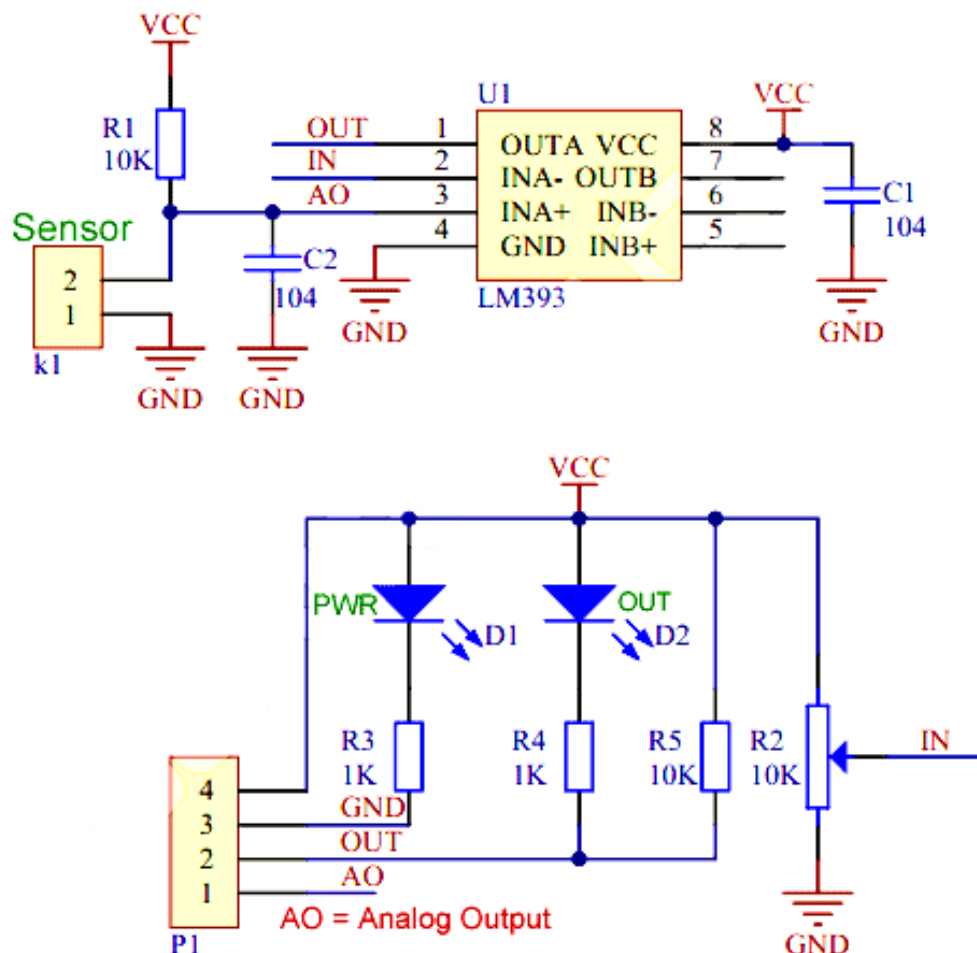 VCC
R1
10K
Sensor
2
1
k1
GND
C2
104
GND
OUT
IN
AO
1
2
3
4
GND
U1
OUTA VCC
INA- OUTB
INA+ INB-
GND INB+
LM393
8
7
6
5
VCC
C1
104
GND
VCC
PWR
D1
OUT
D2
R3
1K
R4
1K
R5
10K
R2
10K
IN
GND
4
3
2
1
GND
OUT
AO
AO = Analog Output
P1